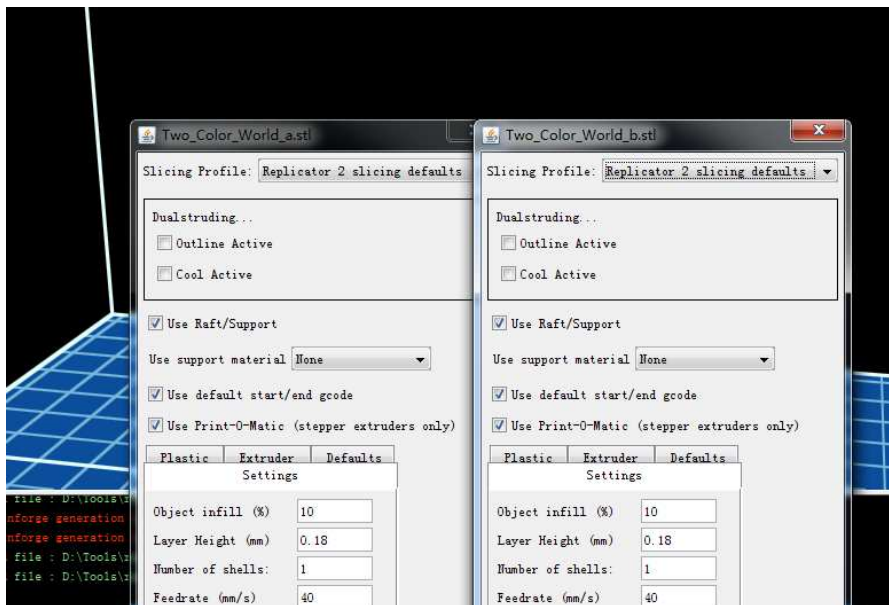 Two_Color_World_a.stl
Slicing Profile: Replicator 2 slicing defaults
Dualstruding...
Outline Active
Cool Active
Use Raft/Support
Use support material None
Use default start/end gcode
Use Print-O-Matic (stepper extruders only)
Plastic Extruder Defaults
Settings
Object infill (%) 10
Layer Height (mm) 0.18
Number of shells: 1
Feedrate (mm/s) 40
Two_Color_World_b.stl
Slicing Profile: Replicator 2 slicing defaults
Dualstruding...
Outline Active
Cool Active
Use Raft/Support
Use support material None
Use default start/end gcode
Use Print-O-Matic (stepper extruders only)
Plastic Extruder Defaults
Settings
Object infill (%) 10
Layer Height (mm) 0.18
Number of shells: 1
Feedrate (mm/s) 40
file : D:\Tools\
nforge generation
nforge generation
file : D:\Tools\
file : D:\Tools\